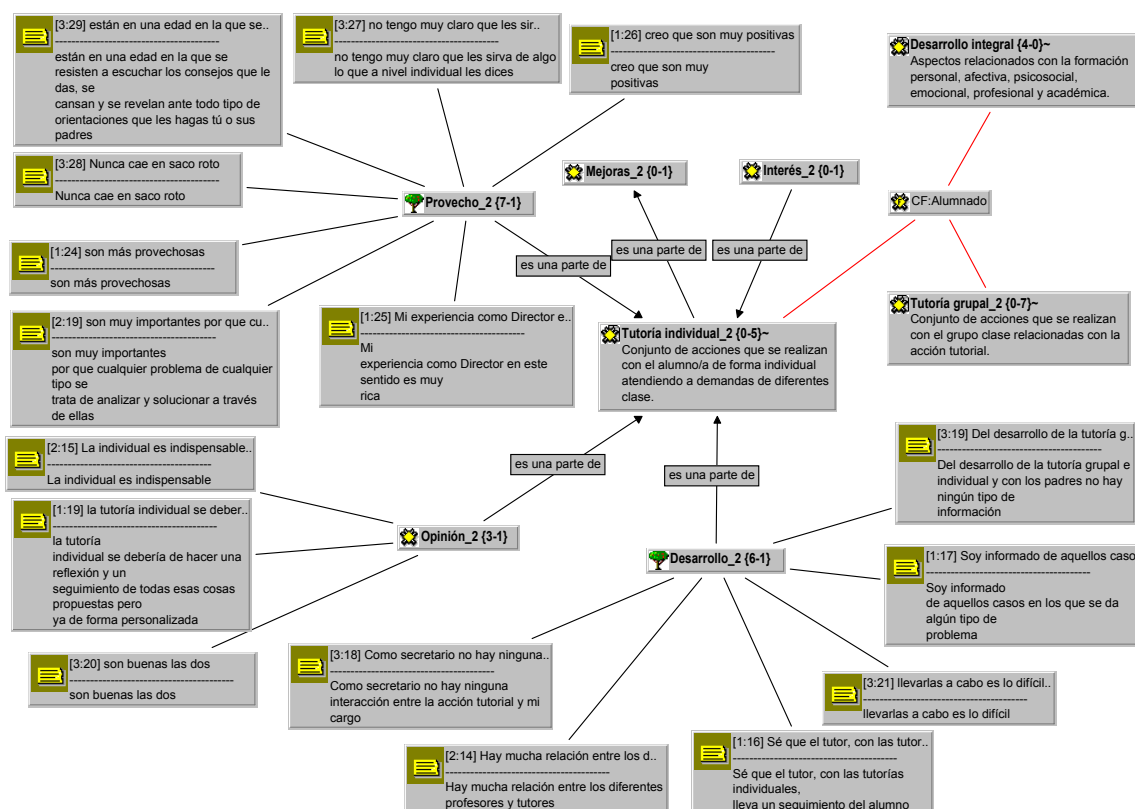 [3:29] están en una edad en la que se..
----------------------------------------
están en una edad en la que se
resisten a escuchar los consejos que le
das, se
cansan y se revelan ante todo tipo de
orientaciones que les hagas tú o sus
padres
[3:27] no tengo muy claro que les sir..
----------------------------------------
no tengo muy claro que les sirva de algo
lo que a nivel individual les dices
[1:26] creo que son muy positivas
----------------------------------------
creo que son muy
positivas
Desarrollo integral {4-0}~
Aspectos relacionados con la formación
personal, afectiva, psicosocial,
emocional, profesional y académica.
[3:28] Nunca cae en saco roto
----------------------------------------
Nunca cae en saco roto
Mejoras_2 {0-1}
Interés_2 {0-1}
Provecho_2 {7-1}
CF:Alumnado
[1:24] son más provechosas
----------------------------------------
son más provechosas
es una parte de
es una parte de
es una parte de
[2:19] son muy importantes por que cu..
----------------------------------------
son muy importantes
por que cualquier problema de cualquier
tipo se
trata de analizar y solucionar a través
de ellas
[1:25] Mi experiencia como Director e..
----------------------------------------
Mi
experiencia como Director en este
sentido es muy
rica
Tutoría individual_2 {0-5}~
Conjunto de acciones que se realizan
con el alumno/a de forma individual
atendiendo a demandas de diferentes
clase.
Tutoría grupal_2 {0-7}~
Conjunto de acciones que se realizan
con el grupo clase relacionadas con la
acción tutorial.
[2:15] La individual es indispensable..
----------------------------------------
La individual es indispensable
es una parte de
es una parte de
[3:19] Del desarrollo de la tutoría g..
----------------------------------------
Del desarrollo de la tutoría grupal e
individual y con los padres no hay
ningún tipo de
información
[1:19] la tutoría individual se deber..
----------------------------------------
la tutoría
individual se debería de hacer una
reflexión y un
seguimiento de todas esas cosas
propuestas pero
ya de forma personalizada
Opinión_2 {3-1}
Desarrollo_2 {6-1}
[1:17] Soy informado de aquellos caso
----------------------------------------
Soy informado
de aquellos casos en los que se da
algún tipo de
problema
[3:20] son buenas las dos
----------------------------------------
son buenas las dos
[3:18] Como secretario no hay ninguna..
----------------------------------------
Como secretario no hay ninguna
interacción entre la acción tutorial y mi
cargo
[3:21] llevarlas a cabo es lo difícil..
----------------------------------------
llevarlas a cabo es lo difícil
[2:14] Hay mucha relación entre los d..
----------------------------------------
Hay mucha relación entre los diferentes
profesores y tutores
[1:16] Sé que el tutor, con las tutor..
----------------------------------------
Sé que el tutor, con las tutorías
individuales,
lleva un seguimiento del alumno